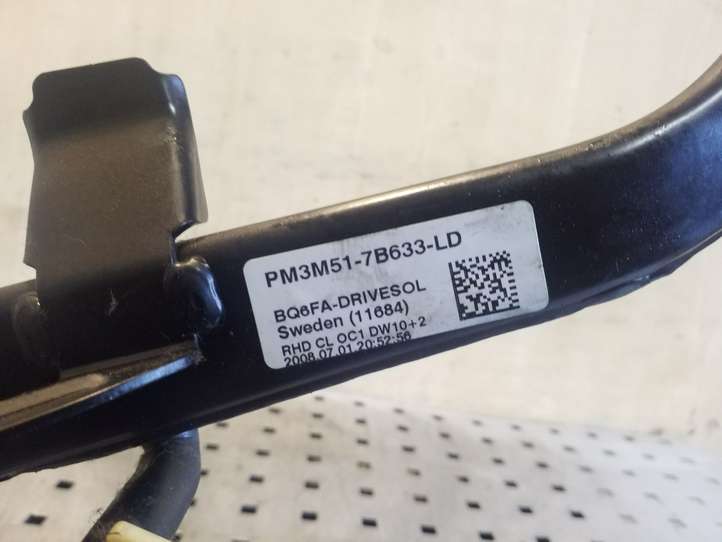 PM3M51-7B633-LD
BQ6FA-DRIVESOL
Sweden (11684)
RHD CL OC1 DW10+2
2008.07.01.20:52:56